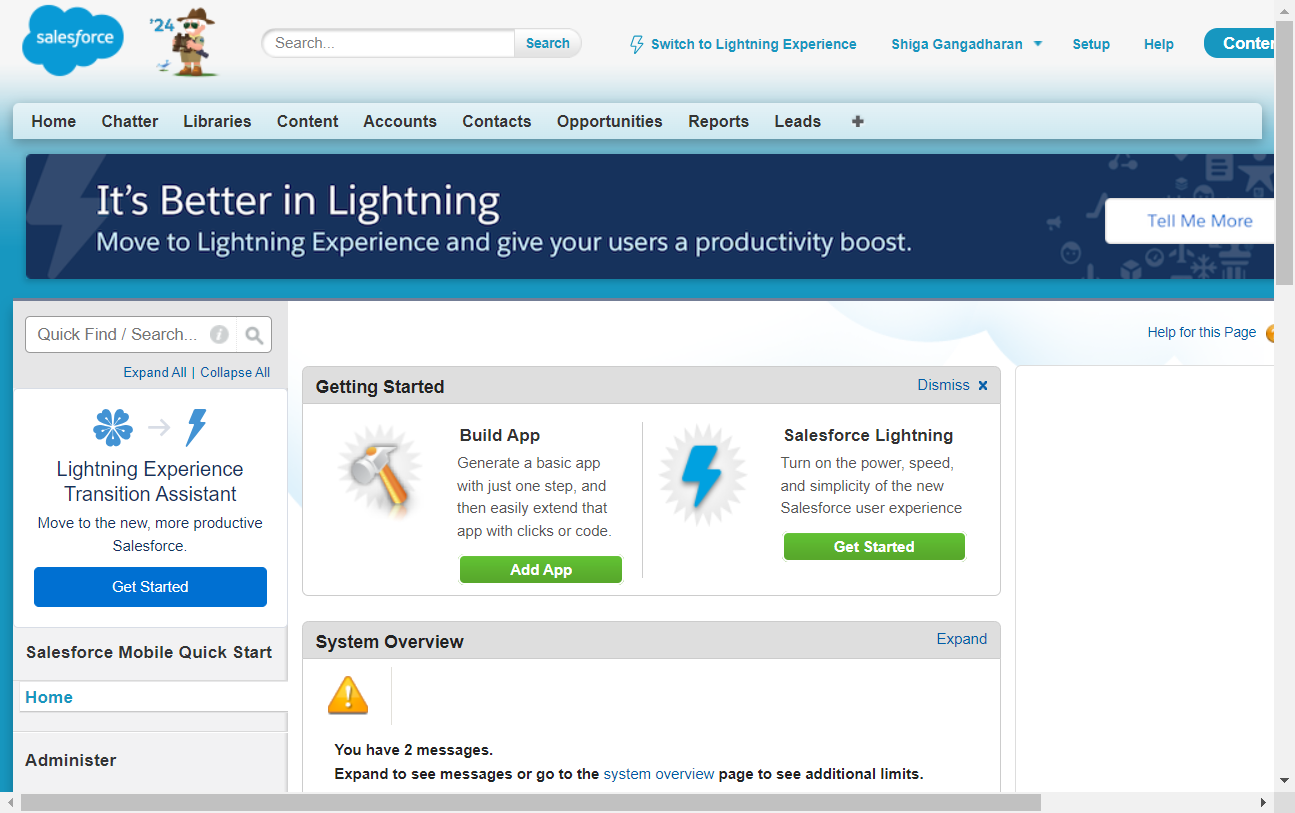 salesforce
'24
Search...
Search
Switch to Lightning Experience
Shiga Gangadharan
Setup
Help
Home
Chatter
Libraries
Content
Accounts
Contacts
Opportunities
Reports
Leads
It's Better in Lightning
Move to Lightning Experience and give your users a productivity boost.
Tell Me More
Quick Find / Search...
Expand All | Collapse All
Lightning Experience
Transition Assistant
Move to the new, more productive
Salesforce.
Get Started
Salesforce Mobile Quick Start
Home
Administer
Help for this Page
Getting Started
Dismiss
Build App
Generate a basic app
with just one step, and
then easily extend that
app with clicks or code.
Add App
Salesforce Lightning
Turn on the power, speed,
and simplicity of the new
Salesforce user experience
Get Started
System Overview
Expand
You have 2 messages.
Expand to see messages or go to the system overview page to see additional limits.